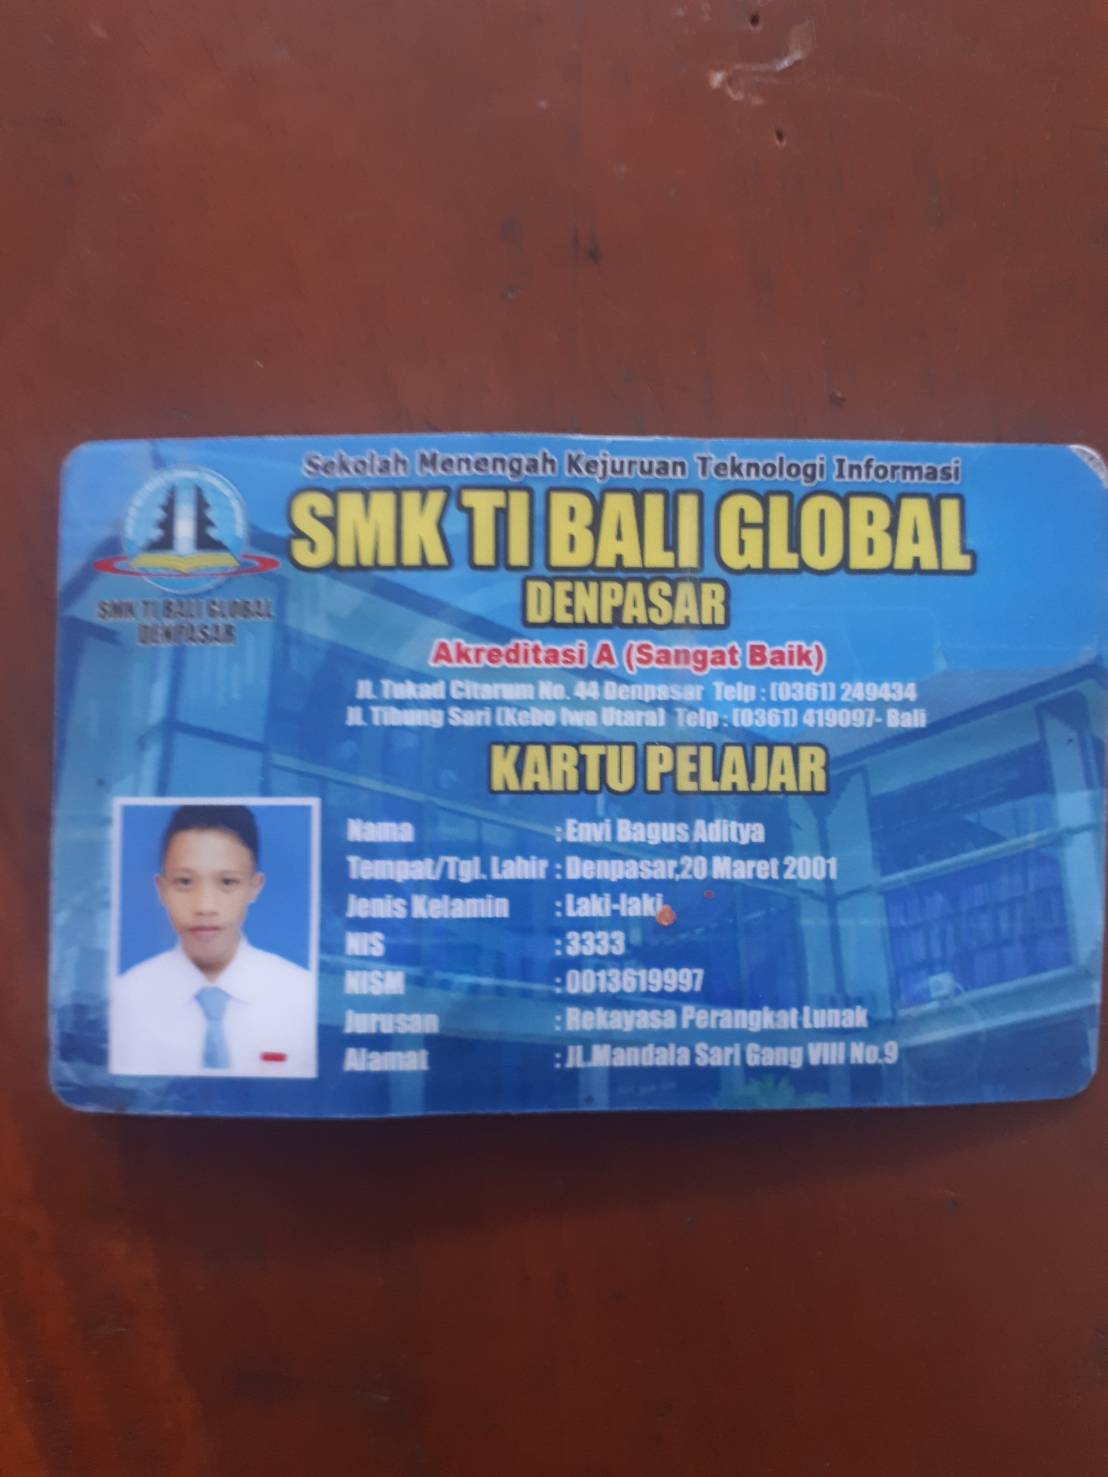 Sekolah Menengah Kejuruan Teknologi Informasi
SMK TI BALI GLOBAL
DENPASAR
SMK TI BALI GLOBAL
DENPASAR
Akreditasi A (Sangat Baik)
Jl. Tukad Citarum No. 44 Denpasar Telp : (0361) 249434
Jl. Tibung Sari (Kebo Iwa Utara) Telp : (0361) 419097- Bali
KARTU PELAJAR
Nama : Envi Bagus Aditya
Tempat/Tgl. Lahir : Denpasar,20 Maret 2001
Jenis Kelamin : Laki-laki
NIS : 3333
NISM : 0013619997
Jurusan : Rekayasa Perangkat Lunak
Alamat : JL.Mandala Sari Gang VIII No.9